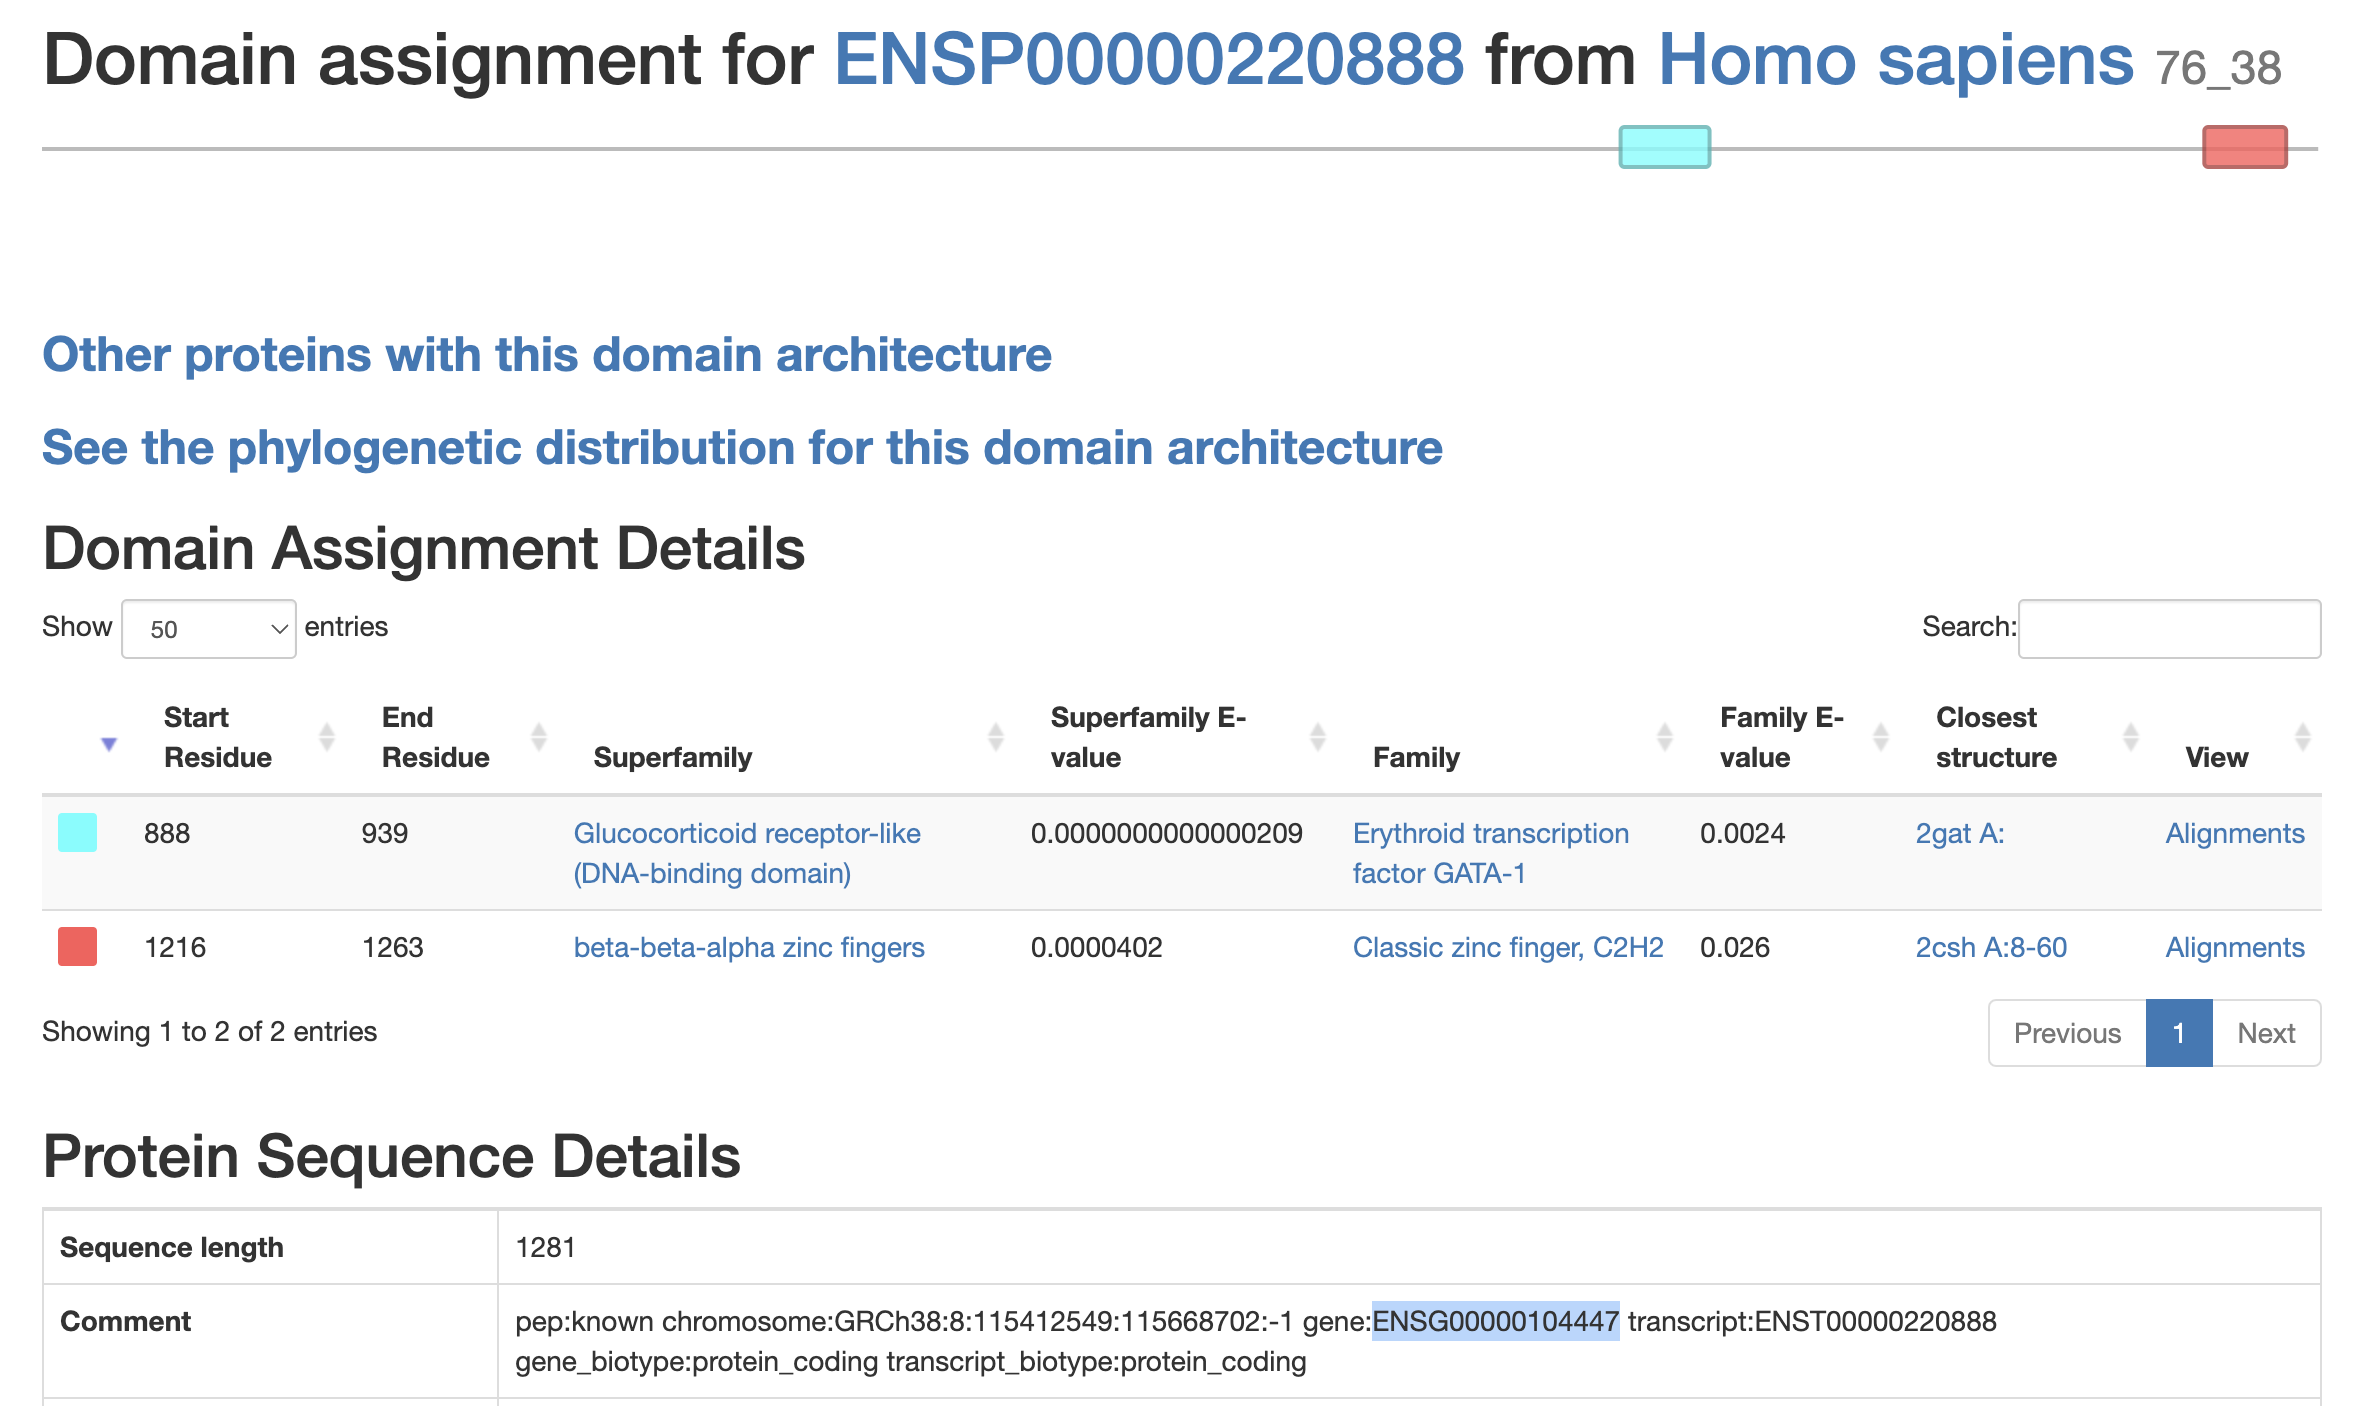 Domain assignment for ENSP00000220888 from Homo sapiens 76_38
Other proteins with this domain architecture
See the phylogenetic distribution for this domain architecture
Domain Assignment Details
Show 50 entries
Search:
Start Residue End Residue Superfamily Superfamily E-value Family Family E-value Closest structure View
888 939 Glucocorticoid receptor-like 0.0000000000000209 Erythroid transcription 0.0024 2gat A: Alignments
(DNA-binding domain) factor GATA-1
1216 1263 beta-beta-alpha zinc fingers 0.0000402 Classic zinc finger, C2H2 0.026 2csh A:8-60 Alignments
Showing 1 to 2 of 2 entries
Previous 1 Next
Protein Sequence Details
Sequence length 1281
Comment pep:known chromosome:GRCh38:8:115412549:115668702:-1 gene:ENSG00000104447 transcript:ENST00000220888
gene_biotype:protein_coding transcript_biotype:protein_coding